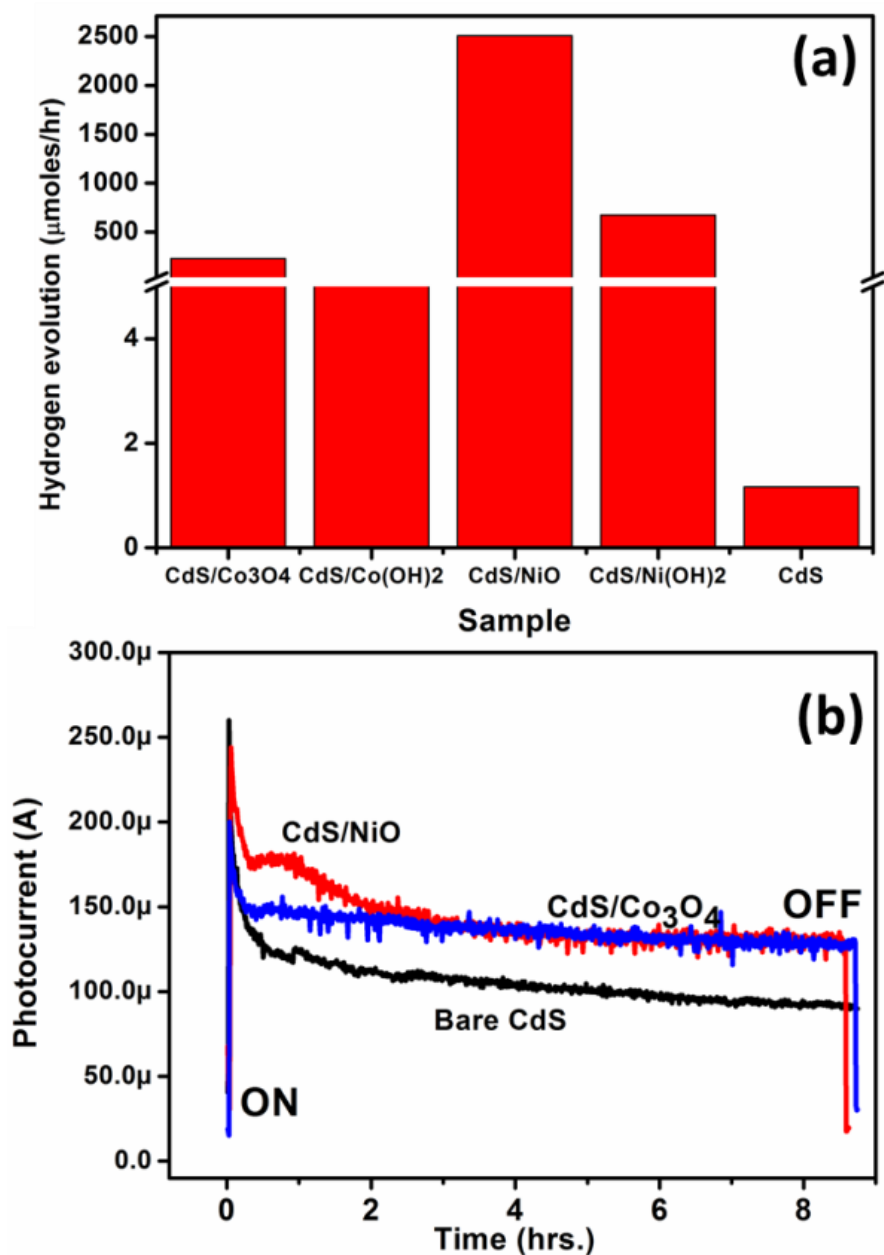 (a)
Hydrogen evolution (μmoles/hr)
2500
2000
1500
1000
500
4
2
0
CdS/Co3O4 CdS/Co(OH)2 CdS/NiO CdS/Ni(OH)2 CdS
Sample
(b)
Photocurrent (A)
300.0μ
250.0μ
200.0μ
150.0μ
100.0μ
50.0μ
0.0
CdS/NiO
CdS/Co₃O₄
OFF
Bare CdS
ON
0 2 4 6 8
Time (hrs.)